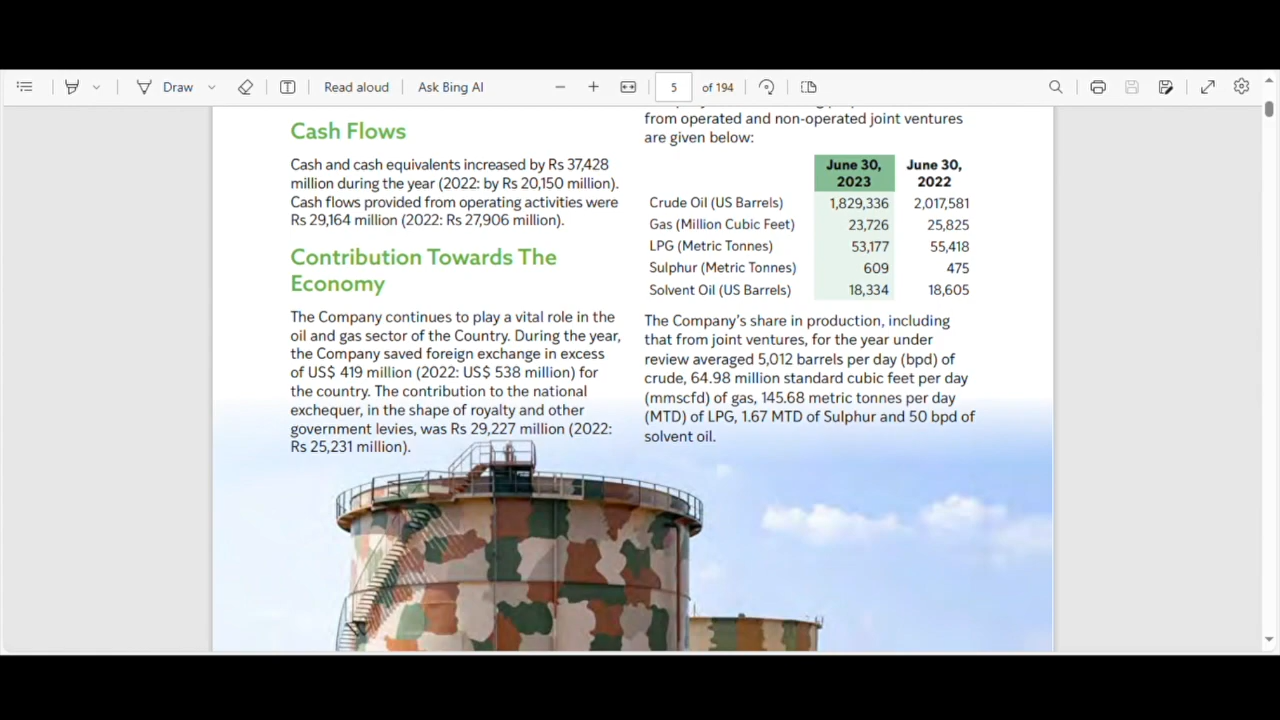 Draw
Read aloud
Ask Bing AI
5
of 194
Cash Flows
Cash and cash equivalents increased by Rs 37,428
million during the year (2022: by Rs 20,150 million).
Cash flows provided from operating activities were
Rs 29,164 million (2022: Rs 27,906 million).
Contribution Towards The
Economy
The Company continues to play a vital role in the
oil and gas sector of the Country. During the year,
the Company saved foreign exchange in excess
of US$ 419 million (2022: US$ 538 million) for
the country. The contribution to the national
exchequer, in the shape of royalty and other
government levies, was Rs 29,227 million (2022:
Rs 25,231 million).
from operated and non-operated joint ventures
are given below:
June 30, June 30,
2023 2022
Crude Oil (US Barrels) 1,829,336 2,017,581
Gas (Million Cubic Feet) 23,726 25,825
LPG (Metric Tonnes) 53,177 55,418
Sulphur (Metric Tonnes) 609 475
Solvent Oil (US Barrels) 18,334 18,605
The Company's share in production, including
that from joint ventures, for the year under
review averaged 5,012 barrels per day (bpd) of
crude, 64.98 million standard cubic feet per day
(mmscfd) of gas, 145.68 metric tonnes per day
(MTD) of LPG, 1.67 MTD of Sulphur and 50 bpd of
solvent oil.